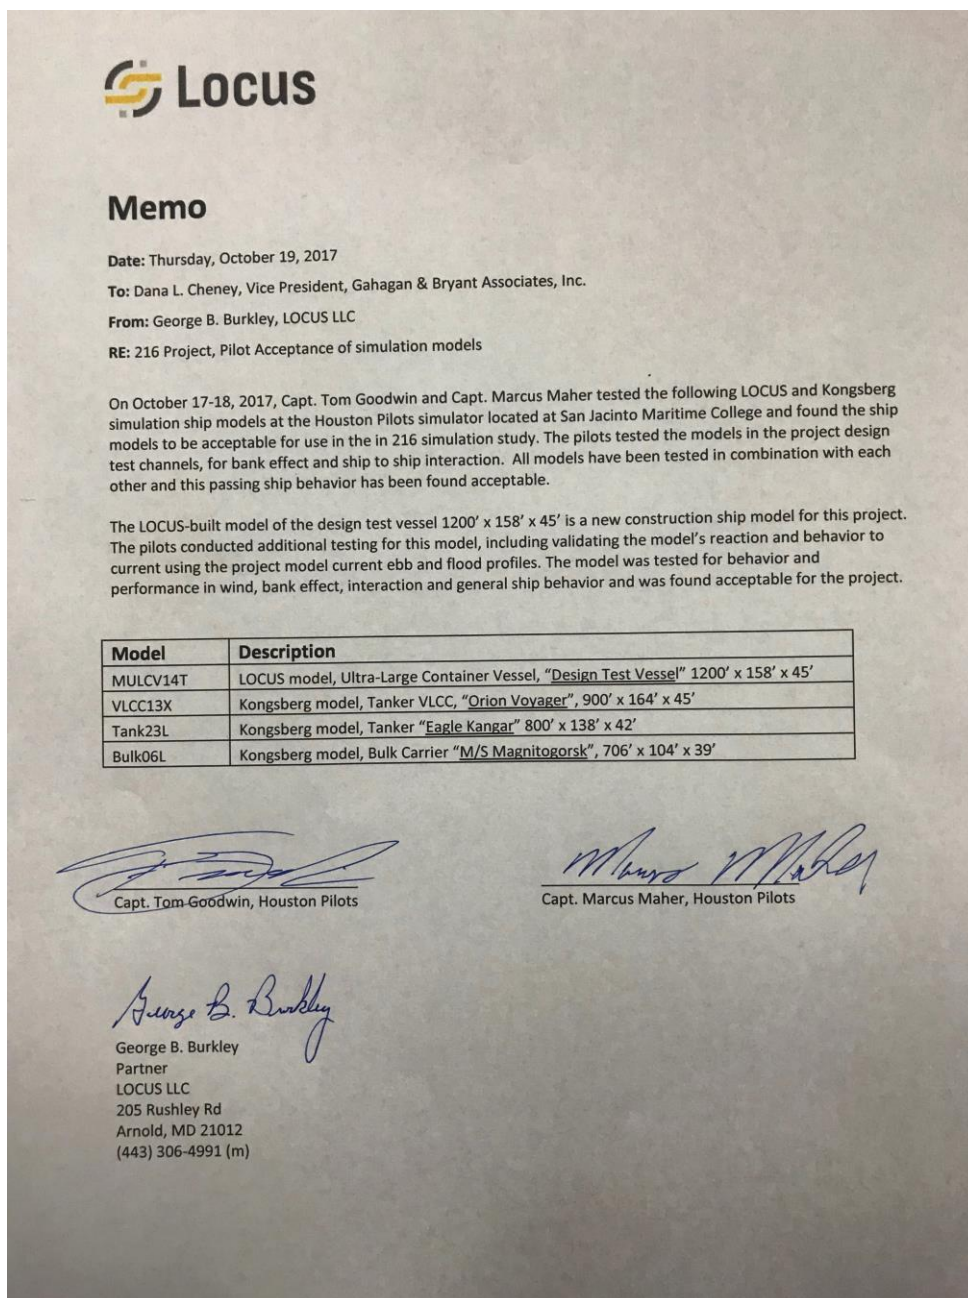 Locus
Memo
Date: Thursday, October 19, 2017
To: Dana L. Cheney, Vice President, Gahagan & Bryant Associates, Inc.
From: George B. Burkley, LOCUS LLC
RE: 216 Project, Pilot Acceptance of simulation models
On October 17-18, 2017, Capt. Tom Goodwin and Capt. Marcus Maher tested the following LOCUS and Kongsberg
simulation ship models at the Houston Pilots simulator located at San Jacinto Maritime College and found the ship
models to be acceptable for use in the in 216 simulation study. The pilots tested the models in the project design
test channels, for bank effect and ship to ship interaction. All models have been tested in combination with each
other and this passing ship behavior has been found acceptable.
The LOCUS-built model of the design test vessel 1200’ x 158’ x 45’ is a new construction ship model for this project.
The pilots conducted additional testing for this model, including validating the model’s reaction and behavior to
current using the project model current ebb and flood profiles. The model was tested for behavior and
performance in wind, bank effect, interaction and general ship behavior and was found acceptable for the project.
Model Description
MULCV14T LOCUS model, Ultra-Large Container Vessel, “Design Test Vessel” 1200’ x 158’ x 45’
VLCC13X Kongsberg model, Tanker VLCC, “Orion Voyager”, 900’ x 164’ x 45’
Tank23L Kongsberg model, Tanker “Eagle Kangar” 800’ x 138’ x 42’
Bulk06L Kongsberg model, Bulk Carrier “M/S Magnitogorsk”, 706’ x 104’ x 39’
Marcus Maher
Capt. Tom Goodwin, Houston Pilots
Capt. Marcus Maher, Houston Pilots
George B. Burkley
George B. Burkley
Partner
LOCUS LLC
205 Rushley Rd
Arnold, MD 21012
(443) 306-4991 (m)